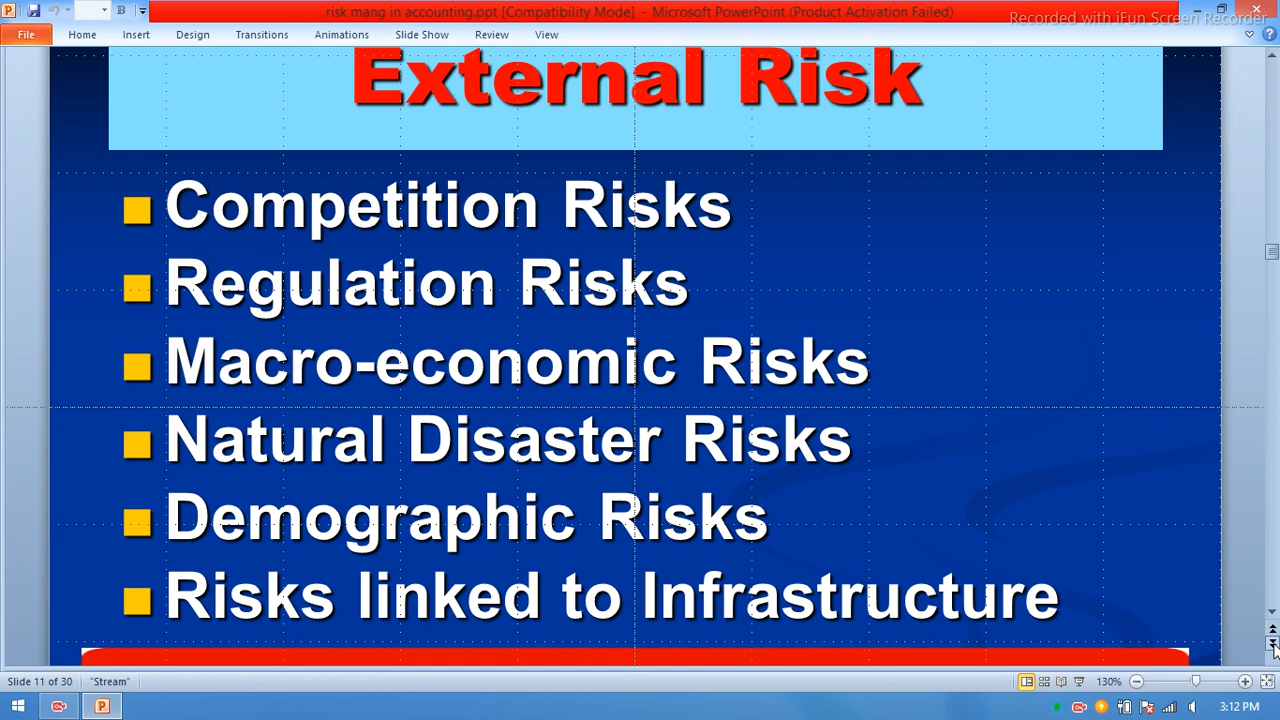 risk mang in accounting.ppt [Compatibility Mode] - Microsoft PowerPoint (Product Activation Failed)
Recorded with iFun Screen Recorder
File Home Insert Design Transitions Animations Slide Show Review View
External Risk
Competition Risks
Regulation Risks
Macro-economic Risks
Natural Disaster Risks
Demographic Risks
Risks linked to Infrastructure
Slide 11 of 30 "Stream" 130%
3:12 PM